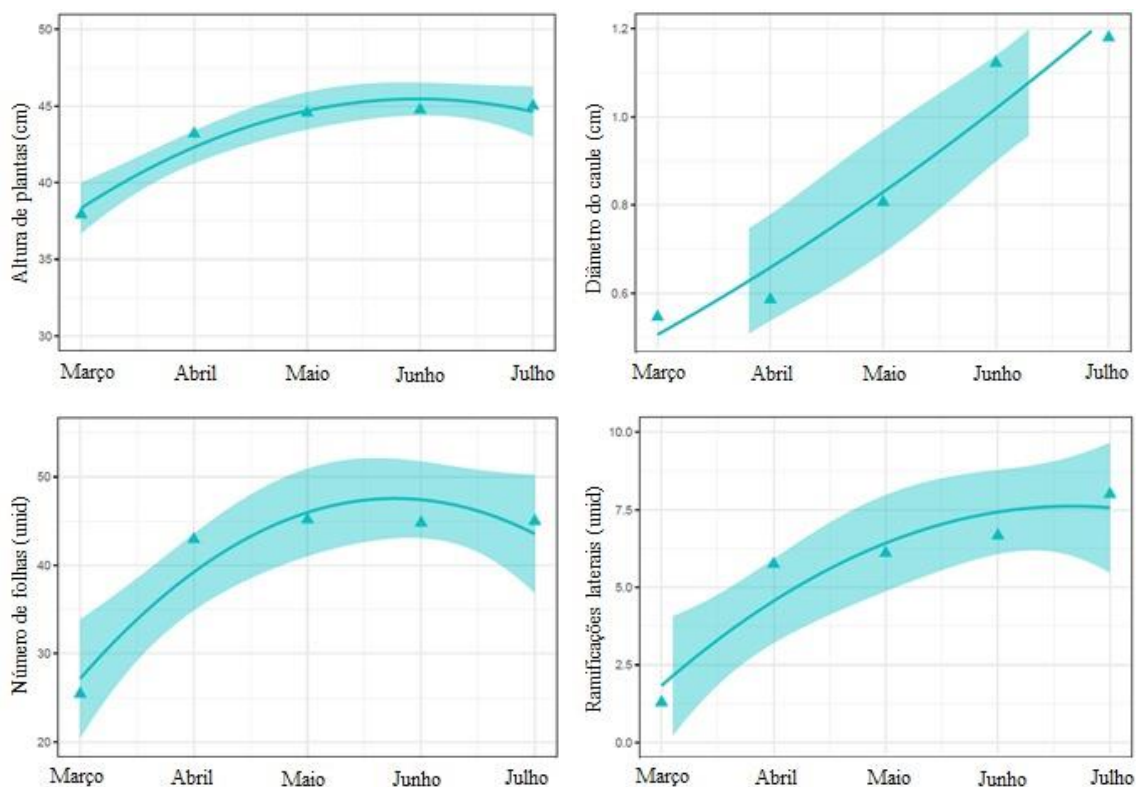 Altura de plantas (cm)
50
45
40
35
30
Março Abril Maio Junho Julho
Diâmetro do caule (cm)
1.2
1.0
0.8
0.6
Março Abril Maio Junho Julho
Número de folhas (unid)
50
40
30
20
Março Abril Maio Junho Julho
Ramificações laterais (unid)
10.0
7.5
5.0
2.5
0.0
Março Abril Maio Junho Julho